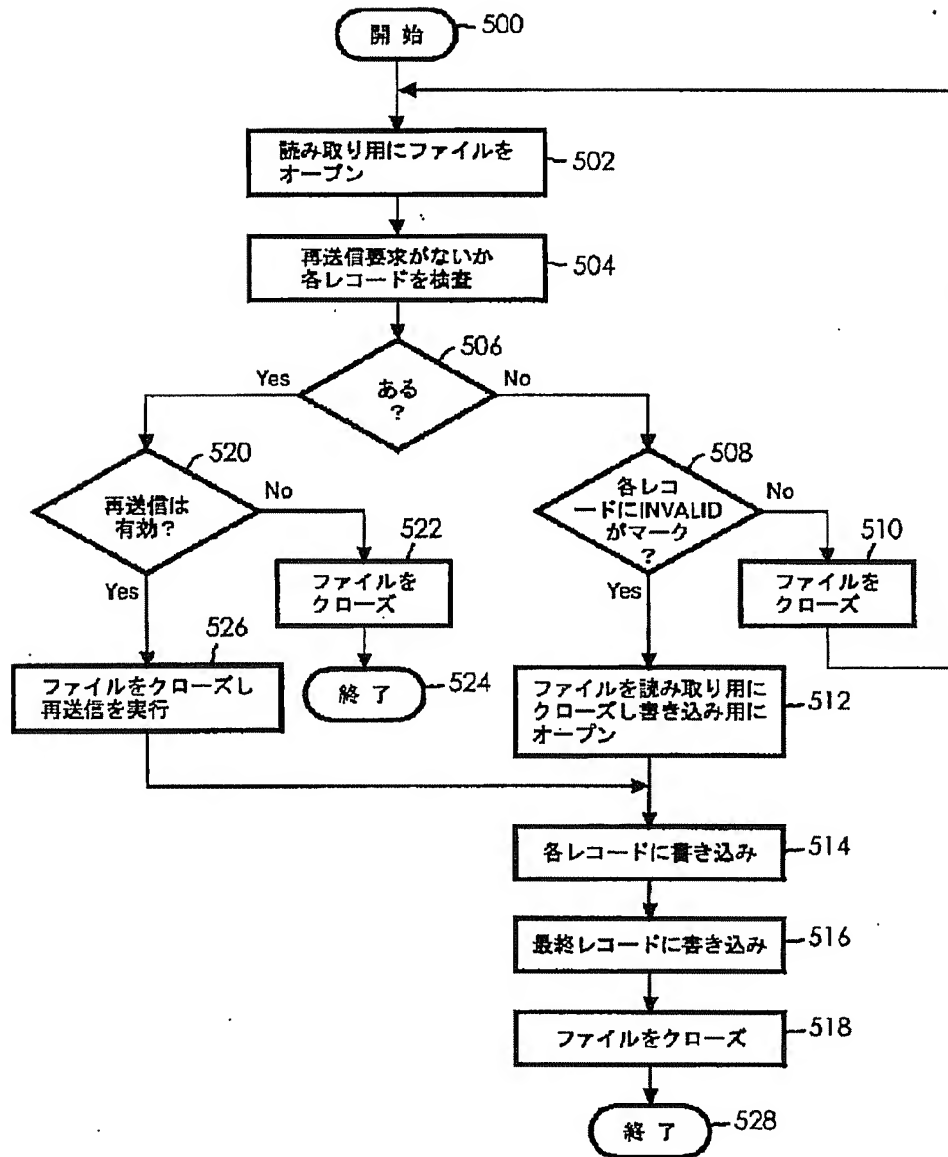 開始
500
読み取り用にファイルを
オープン
502
再送信要求がないか
各レコードを検査
504
506
Yes
ある
?
No
520
再送信は
有効?
No
Yes
508
各レコ
ードにINVALID
がマーク
?
No
Yes
522
ファイルを
クローズ
510
ファイルを
クローズ
526
ファイルをクローズし
再送信を実行
終了
524
ファイルを読み取り用に
クローズし書き込み用に
オープン
512
各レコードに書き込み
514
最終レコードに書き込み
516
ファイルをクローズ
518
終了
528